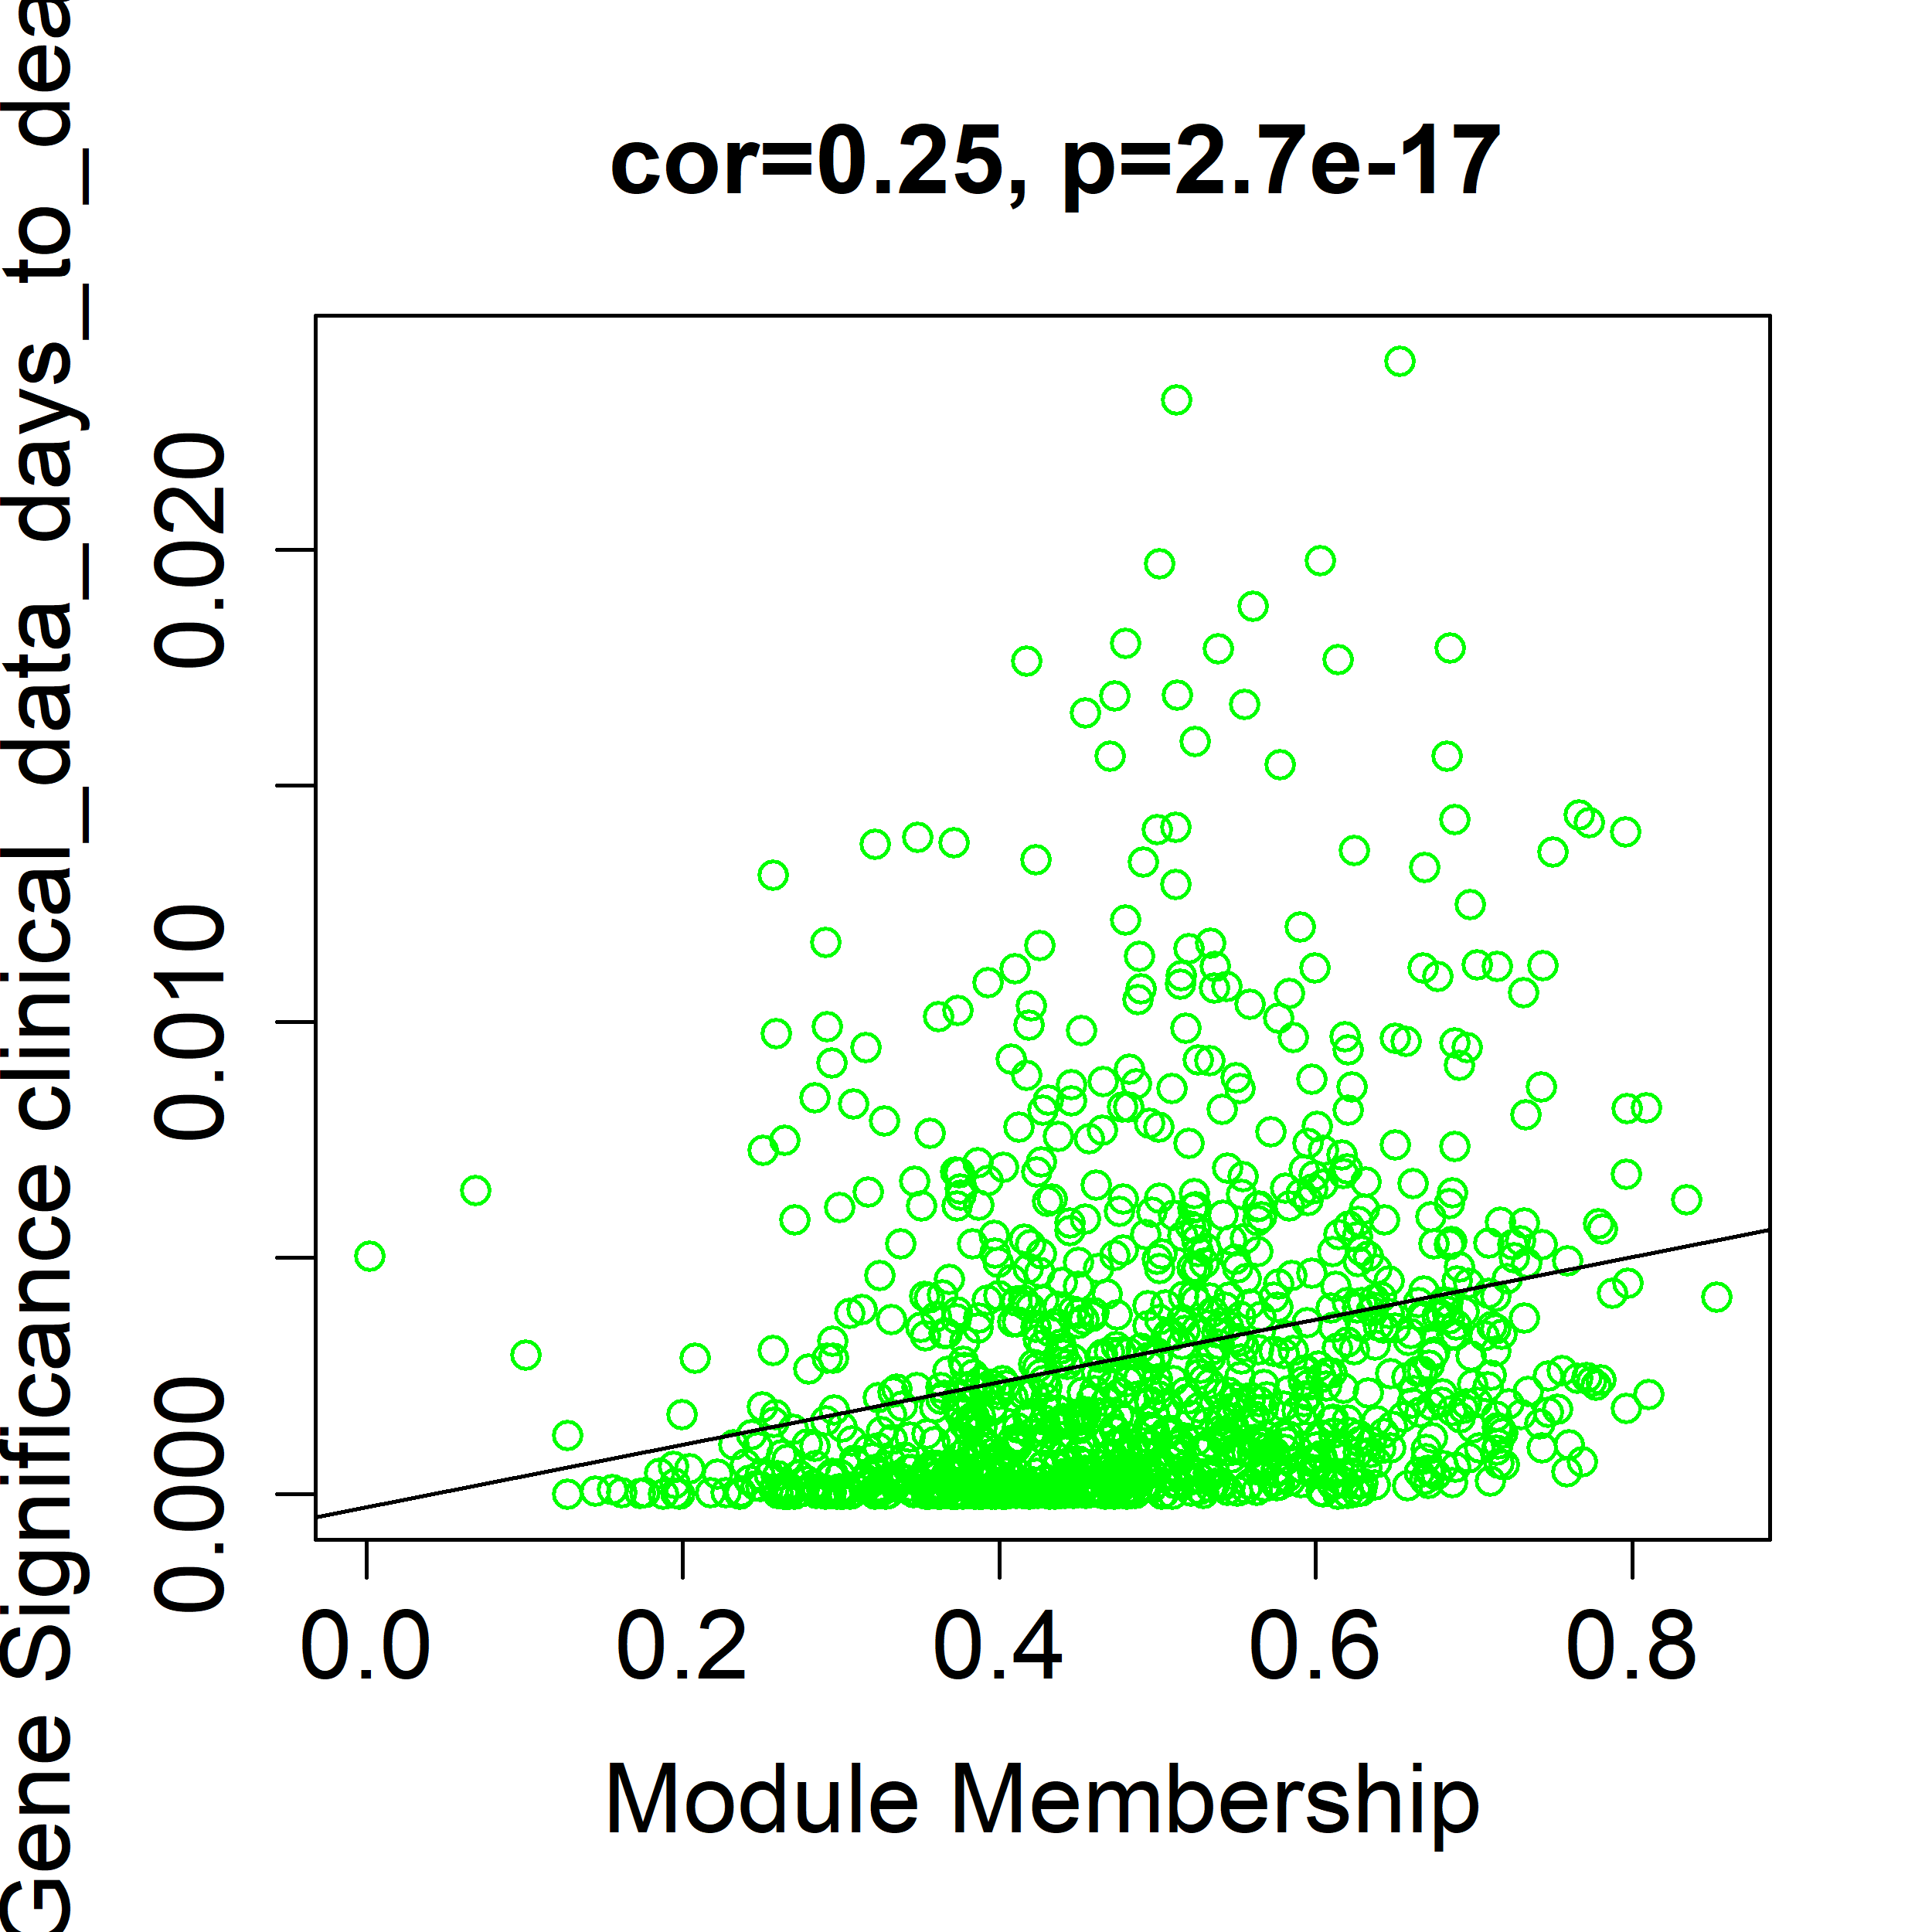 cor=0.25, p=2.7e-17
Gene Significance clinical_data_days_to_dea
0.020
0.010
0.000
0.0 0.2 0.4 0.6 0.8
Module Membership